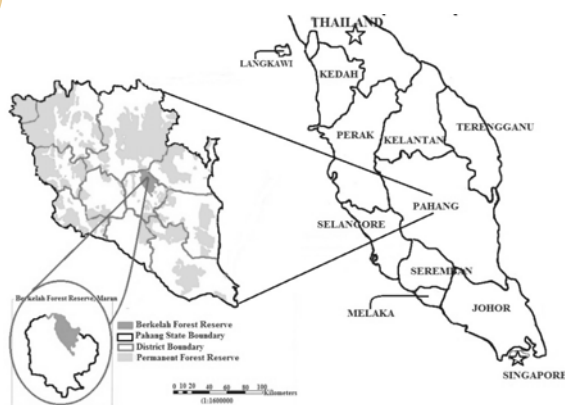 THAILAND
LANGKAWI
KEDAH
PERAK
KELANTAN
TERENGGANU
PAHANG
SELANGORE
SEREMBAN
MELAKA
JOHOR
SINGAPORE
Berkelah Forest Reserve, Maran
Berkelah Forest Reserve
Pahang State Boundary
District Boundary
Permanent Forest Reserve
0 10 20 40 60 80 100
Kilometers
(1:1600000